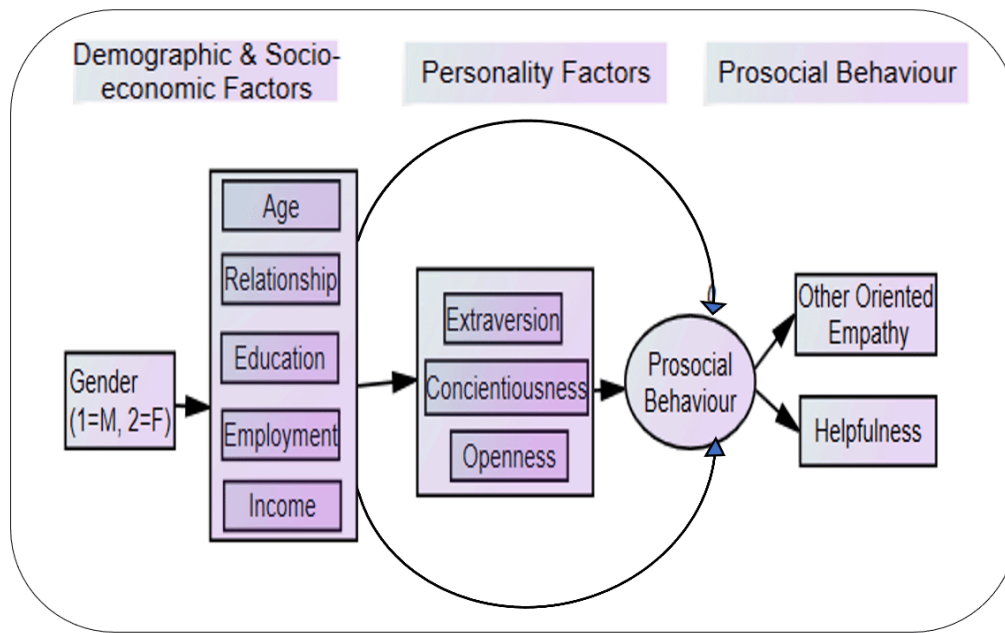 Demographic & Socio-
economic Factors
Personality Factors
Prosocial Behaviour
Gender
(1=M, 2=F)
Age
Relationship
Education
Employment
Income
Extraversion
Concientiousness
Openness
Prosocial
Behaviour
Other Oriented
Empathy
Helpfulness